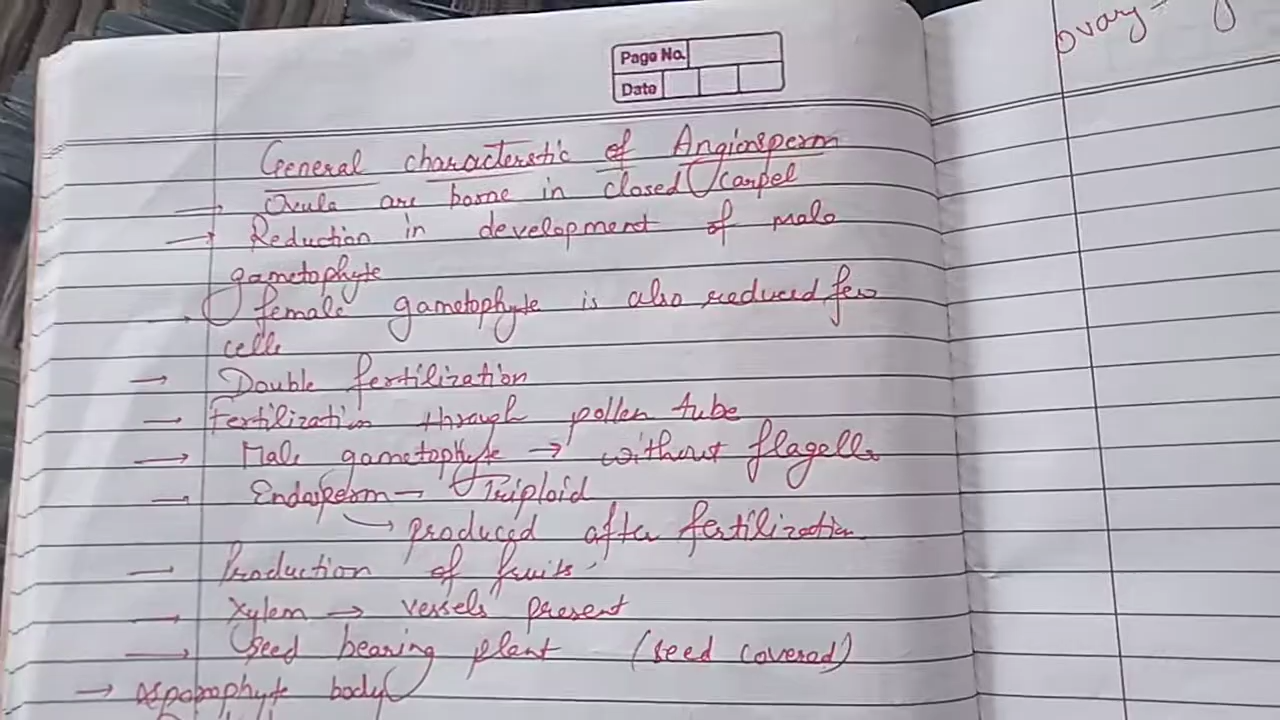 Page No.
Date
ovary -
General characteristic of Angiosperm
→ Ovule are borne in closed carpel
→ Reduction in development of male
gametophyte
→ female gametophyte is also reduced few
cells
→ Double fertilization
→ Fertilization through pollen tube
→ Male gametophyte → without flagella
→ Endosperm → Triploid
→ produced after fertilization
→ Production of fruits
→ Xylem → vessels present
→ Seed bearing plant (seed covered)
→ sporophyte body